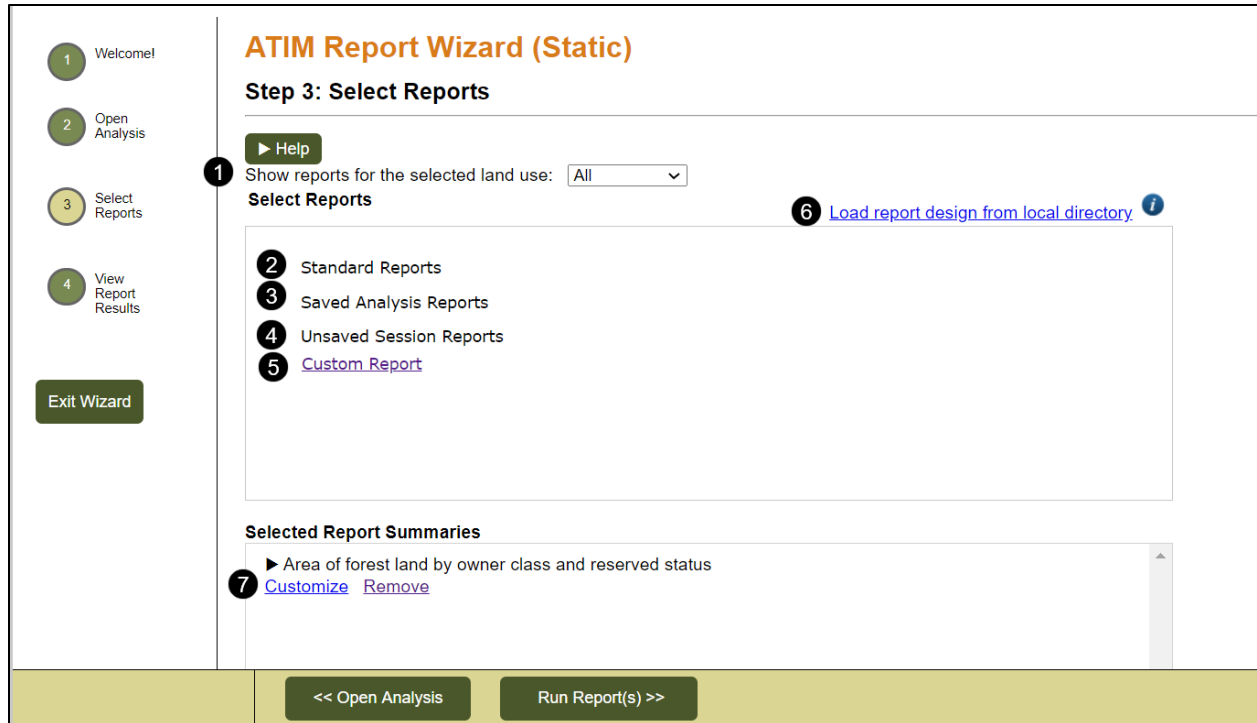 1 Welcome!
2 Open
Analysis
3 Select
Reports
4 View
Report
Results
Exit Wizard
ATIM Report Wizard (Static)
Step 3: Select Reports
Help
1 Show reports for the selected land use: All
Select Reports
6 Load report design from local directory i
2 Standard Reports
3 Saved Analysis Reports
4 Unsaved Session Reports
5 Custom Report
Selected Report Summaries
Area of forest land by owner class and reserved status
7 Customize Remove
<< Open Analysis Run Report(s) >>